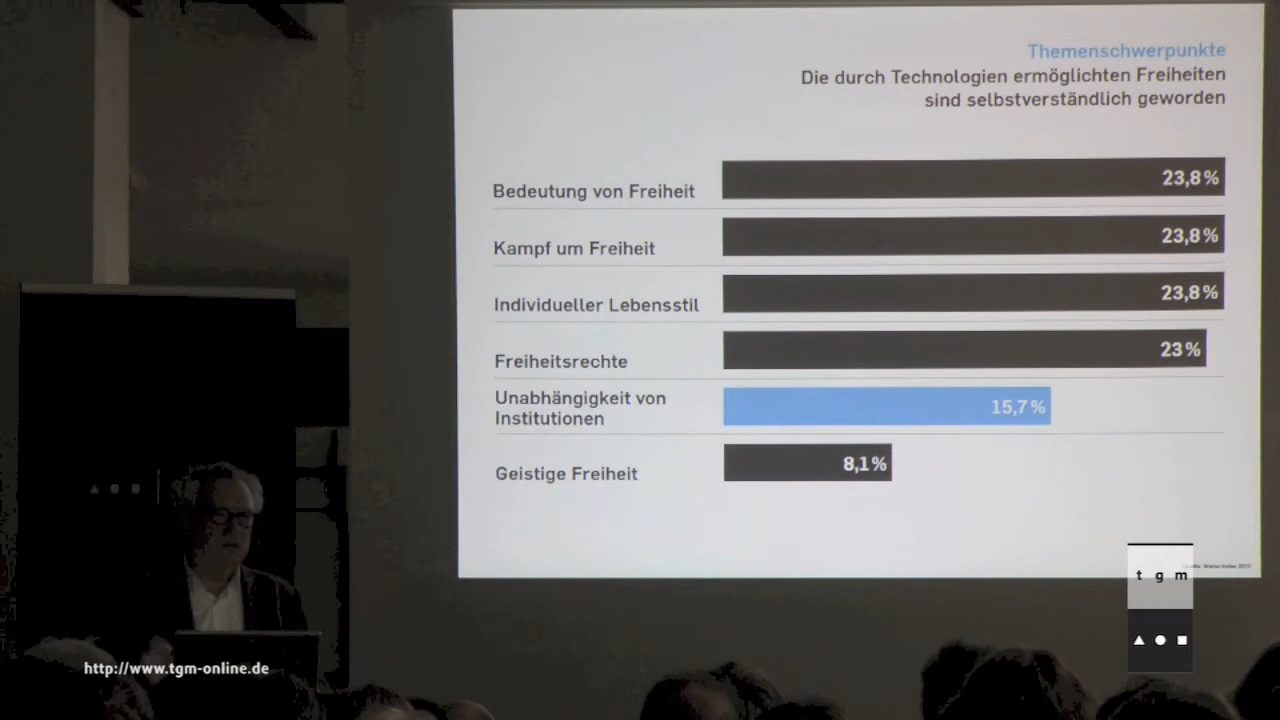 Themenschwerpunkte
Die durch Technologien ermöglichten Freiheiten
sind selbstverständlich geworden
Bedeutung von Freiheit 23,8%
Kampf um Freiheit 23,8%
Individueller Lebensstil 23,8%
Freiheitsrechte 23%
Unabhängigkeit von
Institutionen 15,7%
Geistige Freiheit 8,1%
t g m
http://www.tgm-online.de